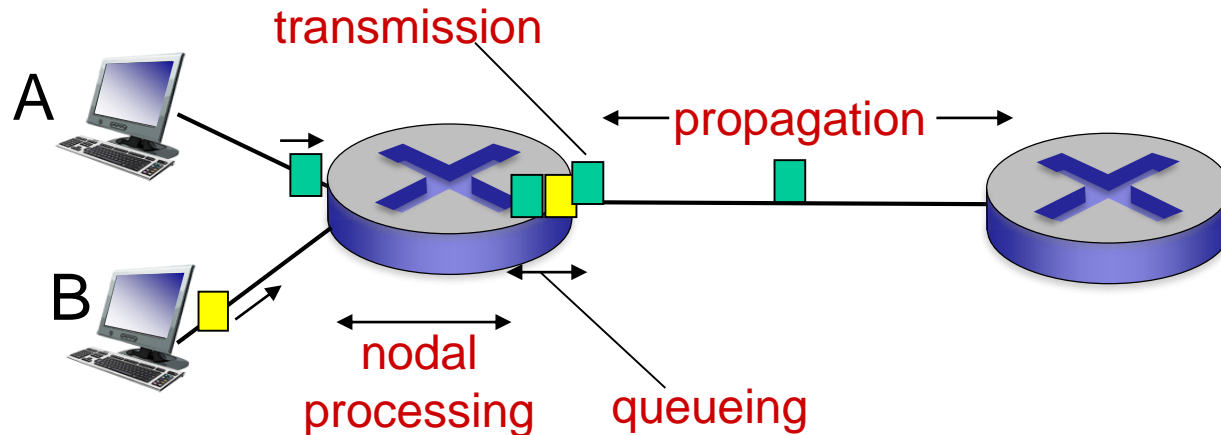 transmission
A
propagation
B
nodal
processing
queueing